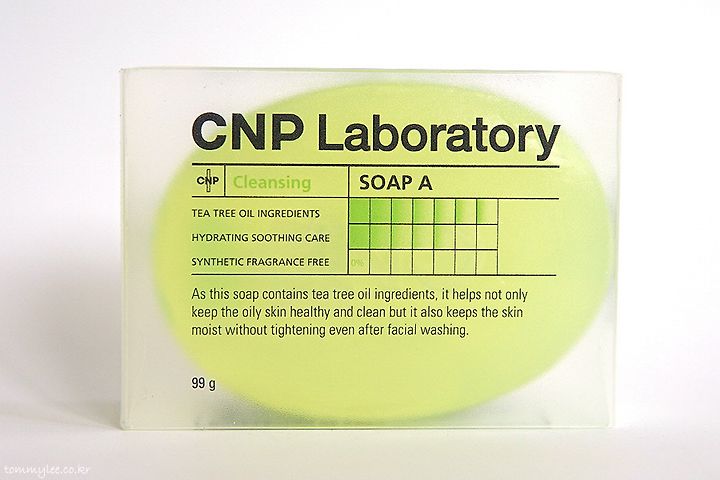 CNP Laboratory
CNP Cleansing SOAP A
TEA TREE OIL INGREDIENTS
HYDRATING SOOTHING CARE
SYNTHETIC FRAGRANCE FREE 0%
As this soap contains tea tree oil ingredients, it helps not only
keep the oily skin healthy and clean but it also keeps the skin
moist without tightening even after facial washing.
99 g
tommylee.co.kr